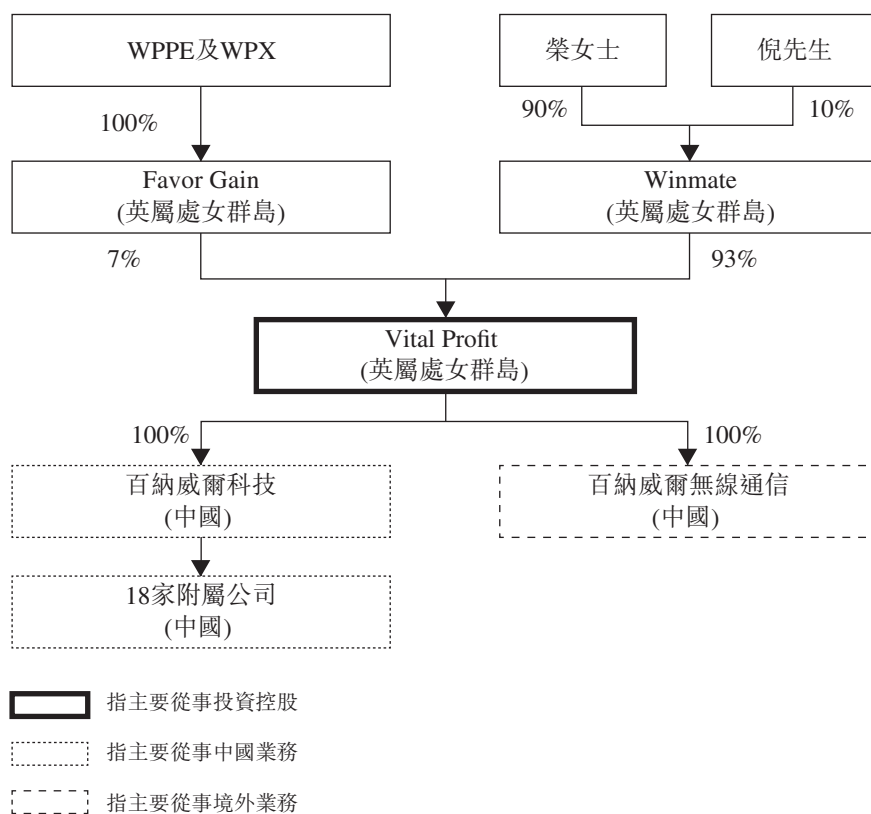 WPPE及WPX
榮女士
倪先生
100%
90%
10%
Favor Gain
(英屬處女群島)
Winmate
(英屬處女群島)
7%
93%
Vital Profit
(英屬處女群島)
100%
100%
百納威爾科技
(中國)
百納威爾無線通信
(中國)
18家附屬公司
(中國)
指主要從事投資控股
指主要從事中國業務
指主要從事境外業務